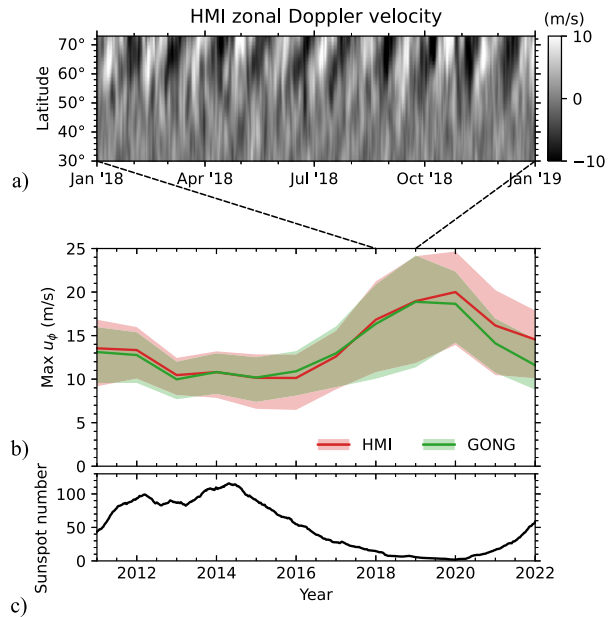 HMI zonal Doppler velocity
(m/s)
70°
60°
50°
40°
30°
Latitude
10
0
−10
Jan '18
Apr '18
Jul '18
Oct '18
Jan '19
a)
25
20
15
10
5
0
Max uϕ (m/s)
HMI
GONG
b)
100
50
0
Sunspot number
2012
2014
2016
2018
2020
2022
Year
c)